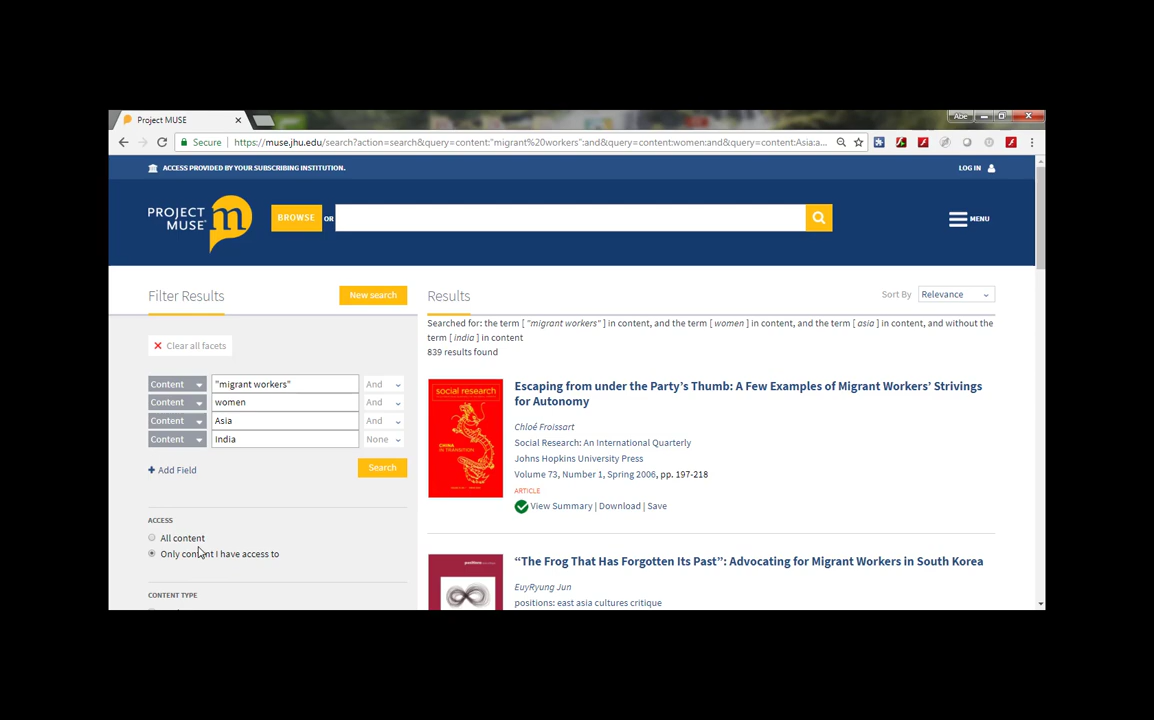 Project MUSE
Abe
Secure https://muse.jhu.edu/search?action=search&query=content:"migrant%20workers":and&query=content:women:and&query=content:Asia:a...
ACCESS PROVIDED BY YOUR SUBSCRIBING INSTITUTION.
LOG IN
PROJECT
MUSE
m
BROWSE OR
MENU
Filter Results
New search
Clear all facets
Content "migrant workers" And
Content women And
Content Asia And
Content India None
Add Field
Search
ACCESS
All content
Only content I have access to
CONTENT TYPE
Results
Sort By Relevance
Searched for: the term [ "migrant workers" ] in content, and the term [ women ] in content, and the term [ asia ] in content, and without the
term [ india ] in content
839 results found
social research
CHINA
IN TRANSITION
Escaping from under the Party's Thumb: A Few Examples of Migrant Workers' Strivings
for Autonomy
Chloé Froissart
Social Research: An International Quarterly
Johns Hopkins University Press
Volume 73, Number 1, Spring 2006, pp. 197-218
ARTICLE
View Summary | Download | Save
positions:
“The Frog That Has Forgotten Its Past”: Advocating for Migrant Workers in South Korea
EuyRyung Jun
positions: east asia cultures critique